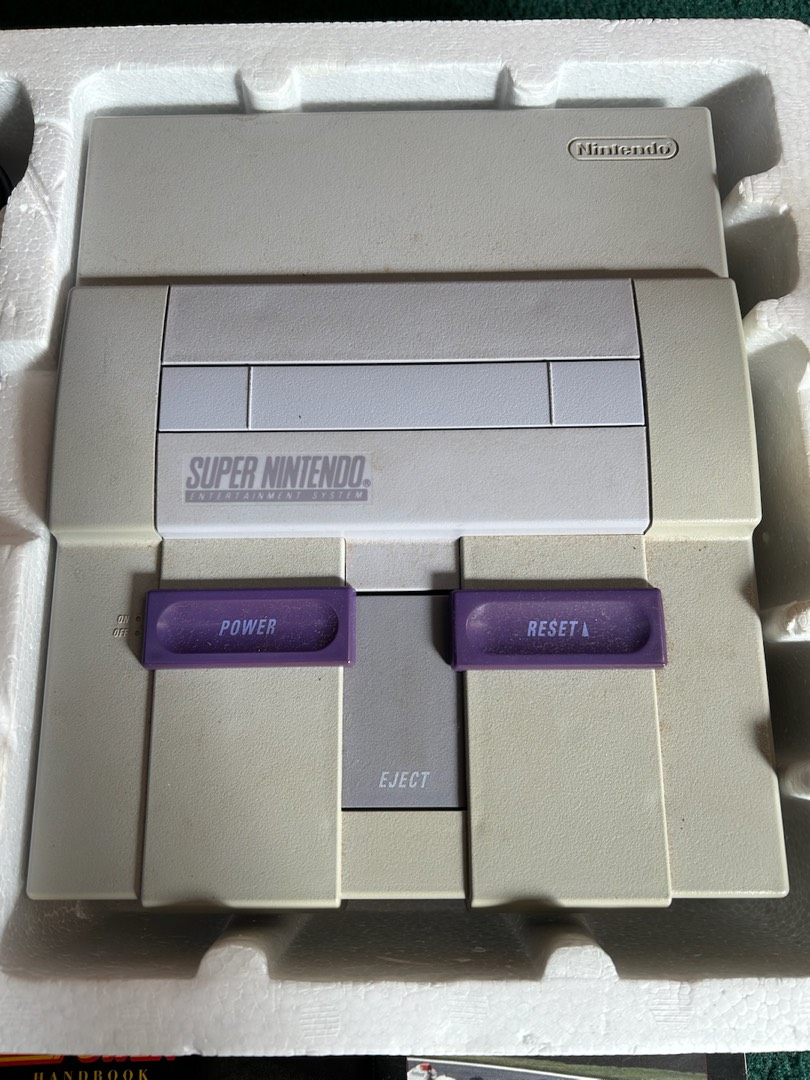 Nintendo
SUPER NINTENDO®
ENTERTAINMENT SYSTEM
ON
OFF
POWER
RESET
EJECT
HANDBOOK